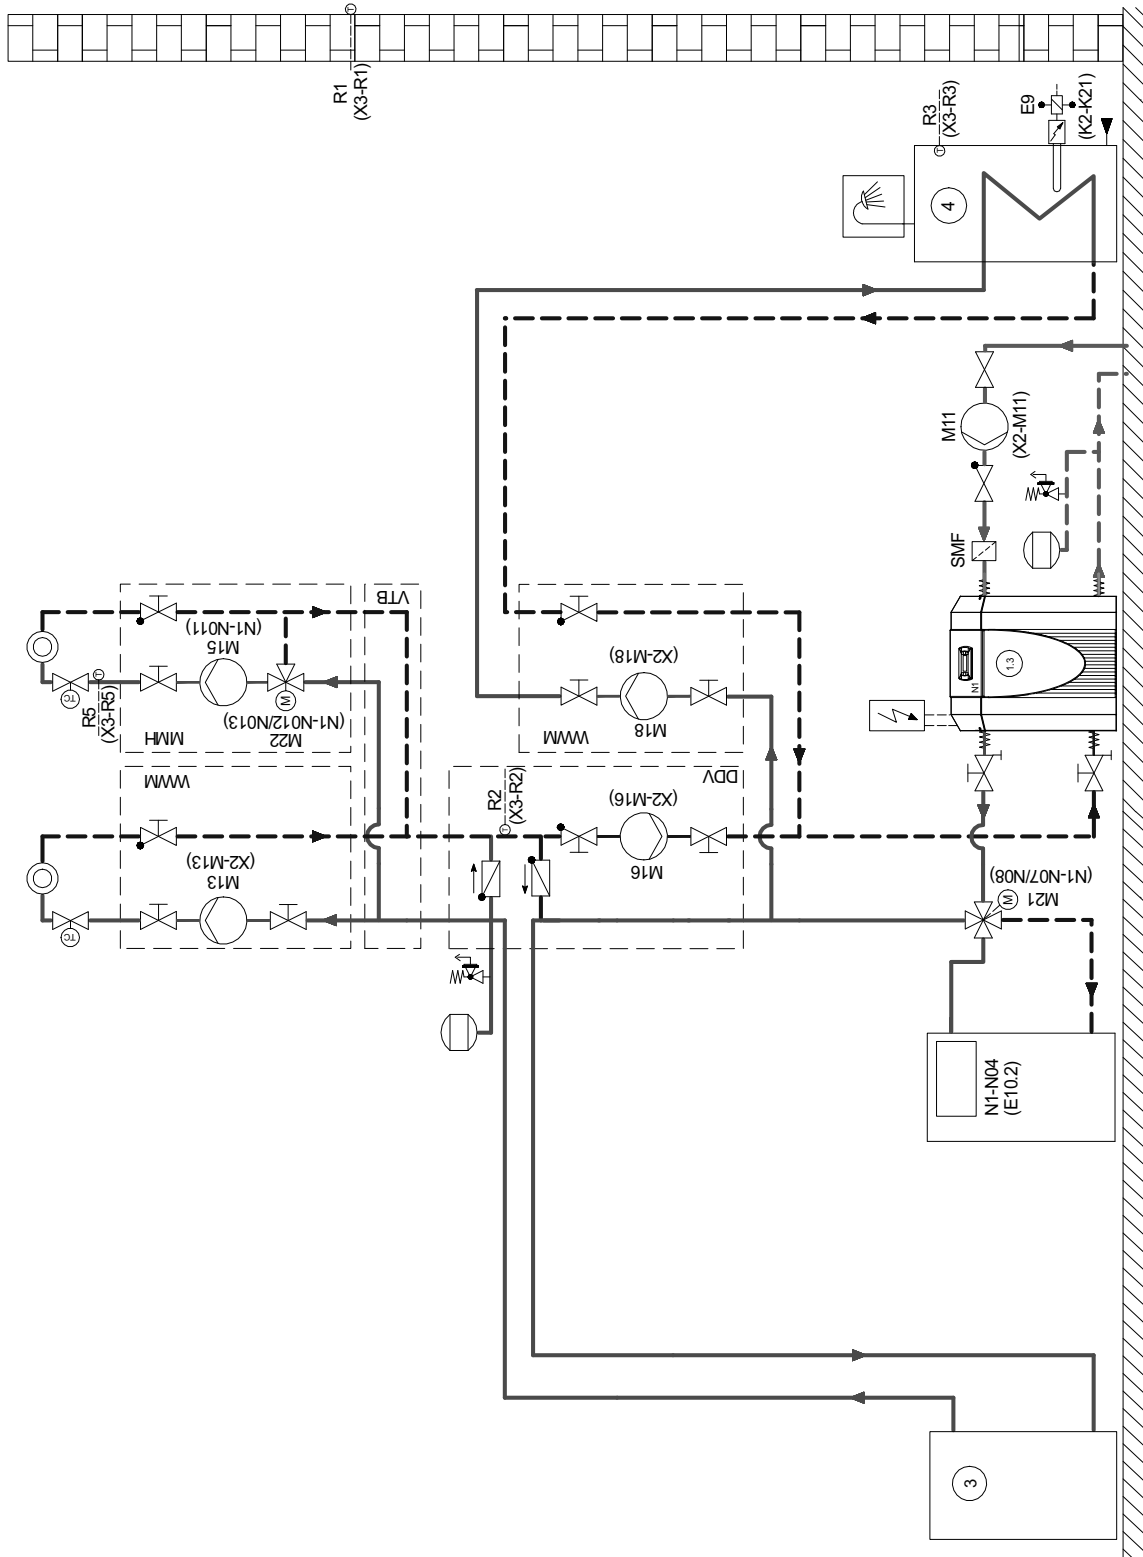 R1
(X3-R1)
R3
(X3-R3)
E9
(K2-K21)
4
T
T
M11
(X2-M11)
SMF
N1
1.3
VTB
MMH
M15
(N1-N011)
M22
(N1-N012/N013)
M
TC
R5
(X3-R5)
T
WWM
M13
(X2-M13)
TC
WWM
M18
(X2-M18)
DDV
R2
(X3-R2)
T
M16
(X2-M16)
M21
(N1-N07/N08)
M
N1-N04
(E10.2)
3